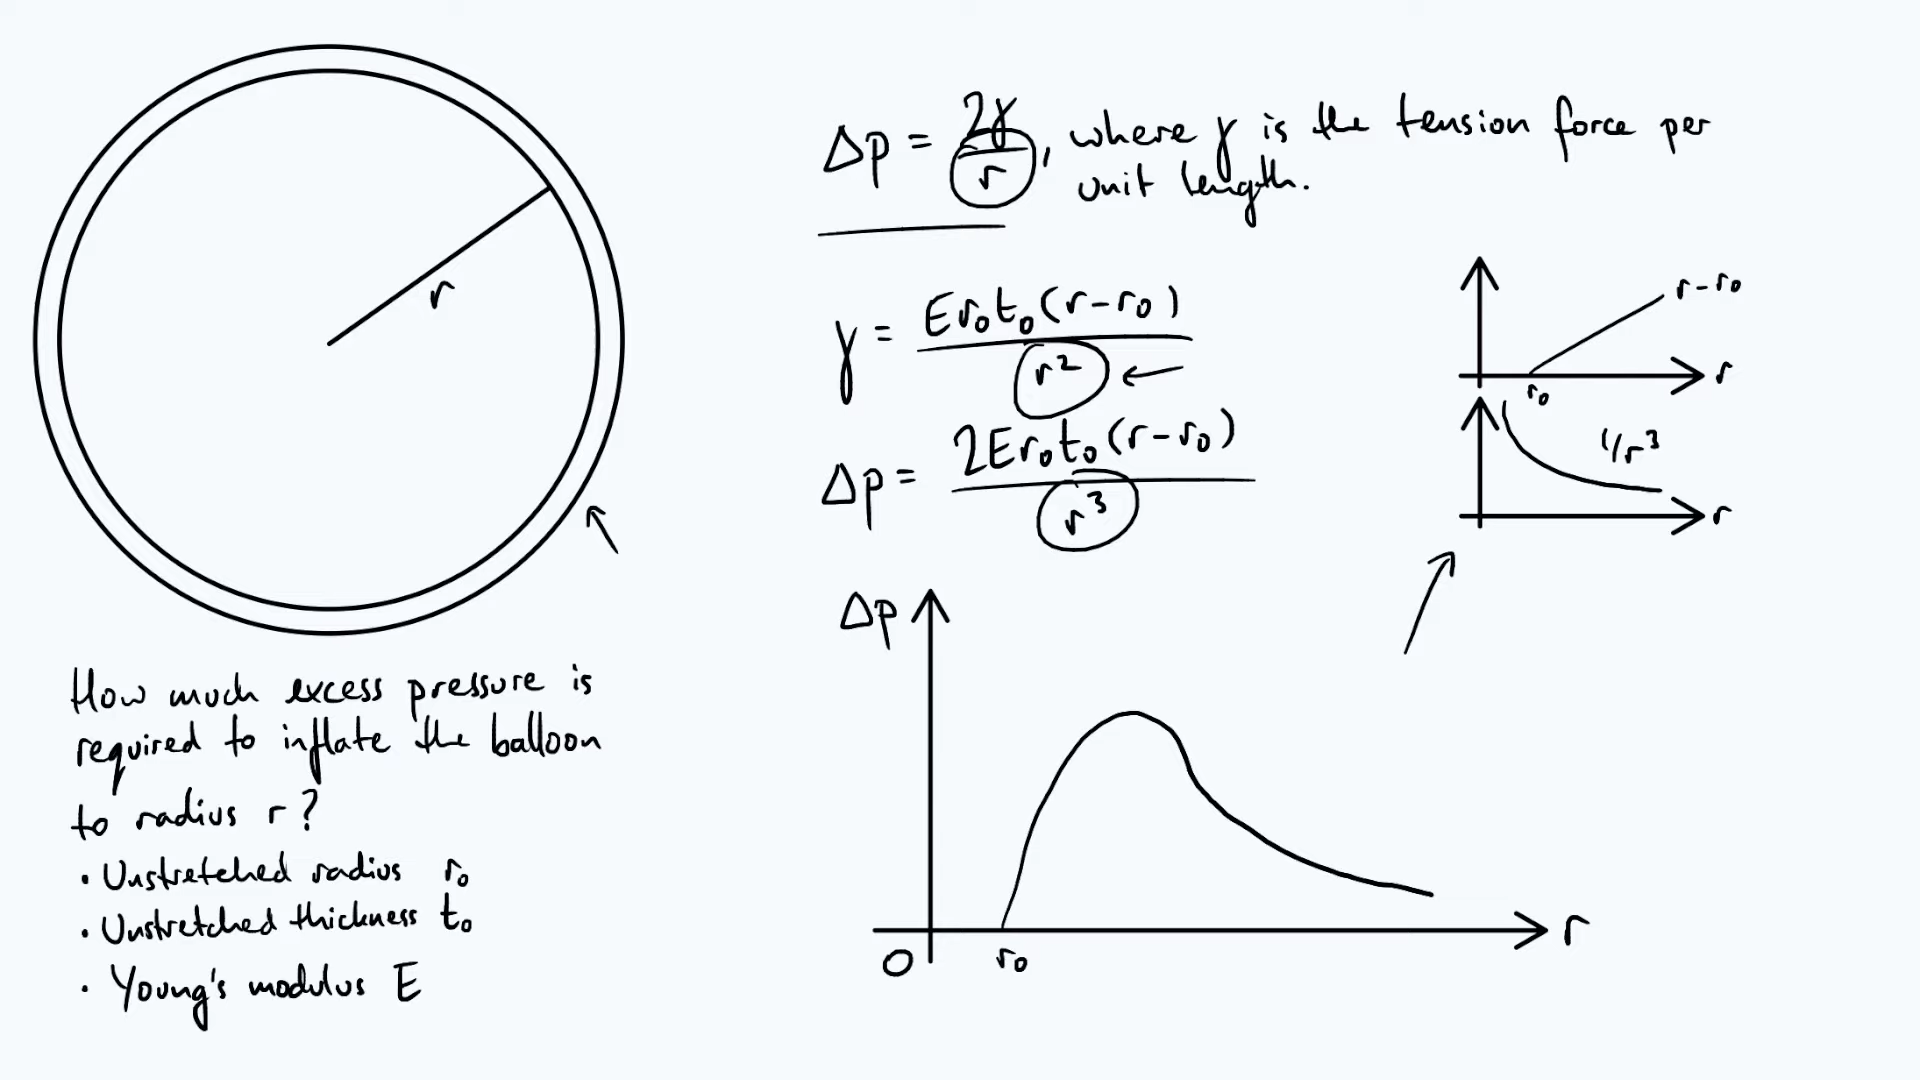 r
How much excess pressure is
required to inflate the balloon
to radius r?
• Unstretched radius r₀
• Unstretched thickness t₀
• Young's modulus E
Δp = 2γ/r, where γ is the tension force per
unit length.
γ = Er₀t₀(r-r₀)/r²
Δp = 2Er₀t₀(r-r₀)/r³
r-r₀
r
r₀
1/r³
r
Δp
r
O
r₀